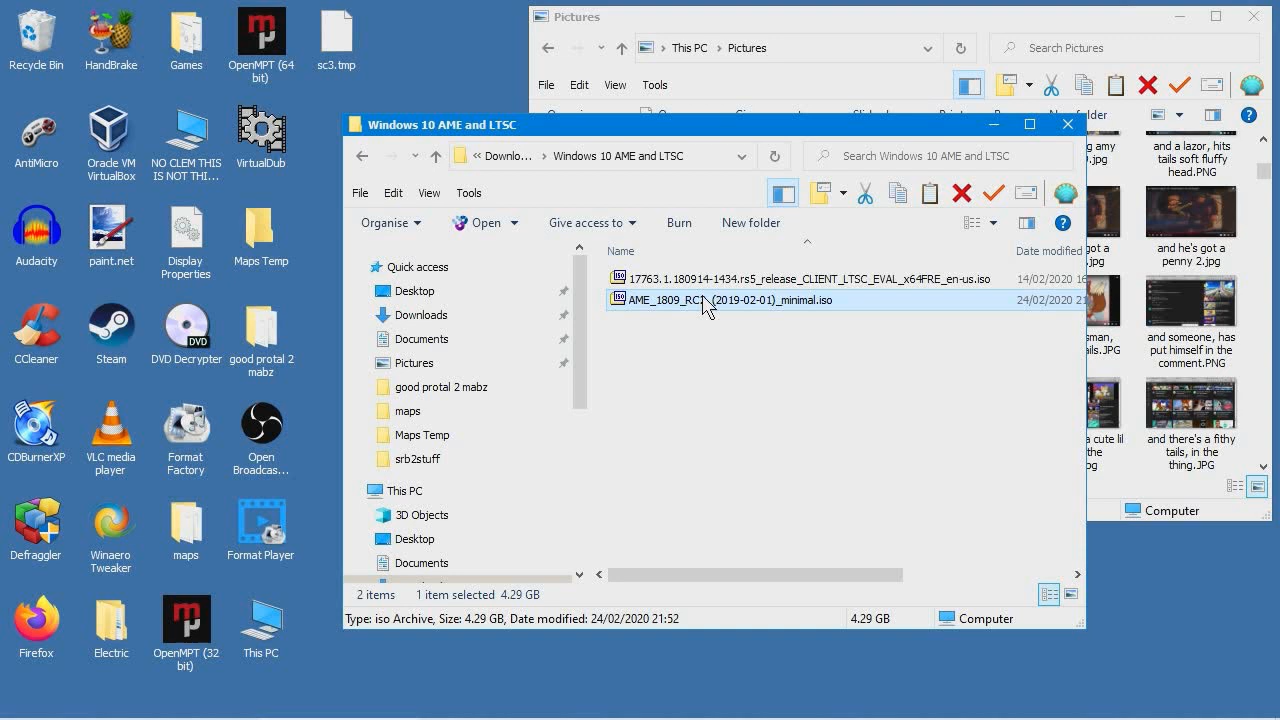 Recycle Bin
HandBrake
Games
OpenMPT (64
bit)
sc3.tmp
AntiMicro
Oracle VM
VirtualBox
NO CLEM THIS
IS NOT THI...
VirtualDub
Audacity
paint.net
Display
Properties
Maps Temp
CCleaner
Steam
DVD Decrypter
good protal 2
mabz
CDBurnerXP
VLC media
player
Format
Factory
Open
Broadcas...
Defraggler
Winaero
Tweaker
maps
Format Player
Firefox
Electric
OpenMPT (32
bit)
This PC
Pictures
This PC
Pictures
Search Pictures
File
Edit
View
Tools
and a lazor, hits
tails soft fluffy
head.PNG
and he's got a
penny 2.jpg
and someone, has
put himself in the
comment.PNG
and there's a fithy
tails, in the
thing.JPG
Computer
Windows 10 AME and LTSC
« Downlo...
Windows 10 AME and LTSC
Search Windows 10 AME and LTSC
File
Edit
View
Tools
Organise
Open
Give access to
Burn
New folder
Quick access
Desktop
Downloads
Documents
Pictures
good protal 2 mabz
maps
Maps Temp
srb2stuff
This PC
3D Objects
Desktop
Documents
Name
Date modified
17763.1.180914-1434.rs5_release_CLIENT_LTSC_EVAL_x64FRE_en-us.iso
14/02/2020
(2019-02-01)_minimal.iso
24/02/2020
2 items
1 item selected 4.29 GB
Type: iso Archive, Size: 4.29 GB, Date modified: 24/02/2020 21:52
4.29 GB
Computer